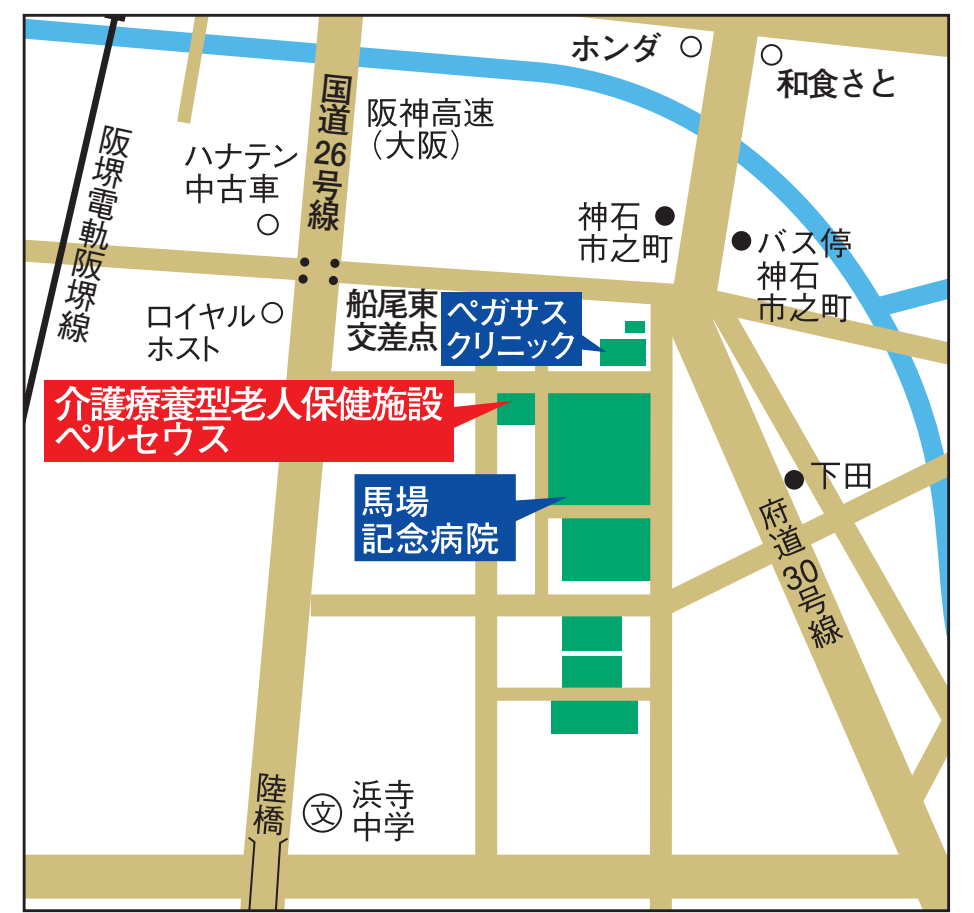 ホンダ
和食さと
国道26号線
阪神高速
（大阪）
阪堺電軌阪堺線
ハナテン
中古車
神石
市之町
バス停
神石
市之町
ロイヤル
ホスト
船尾東
交差点
ペガサス
クリニック
介護療養型老人保健施設
ペルセウス
馬場
記念病院
下田
府道30号線
陸橋
文
浜寺
中学